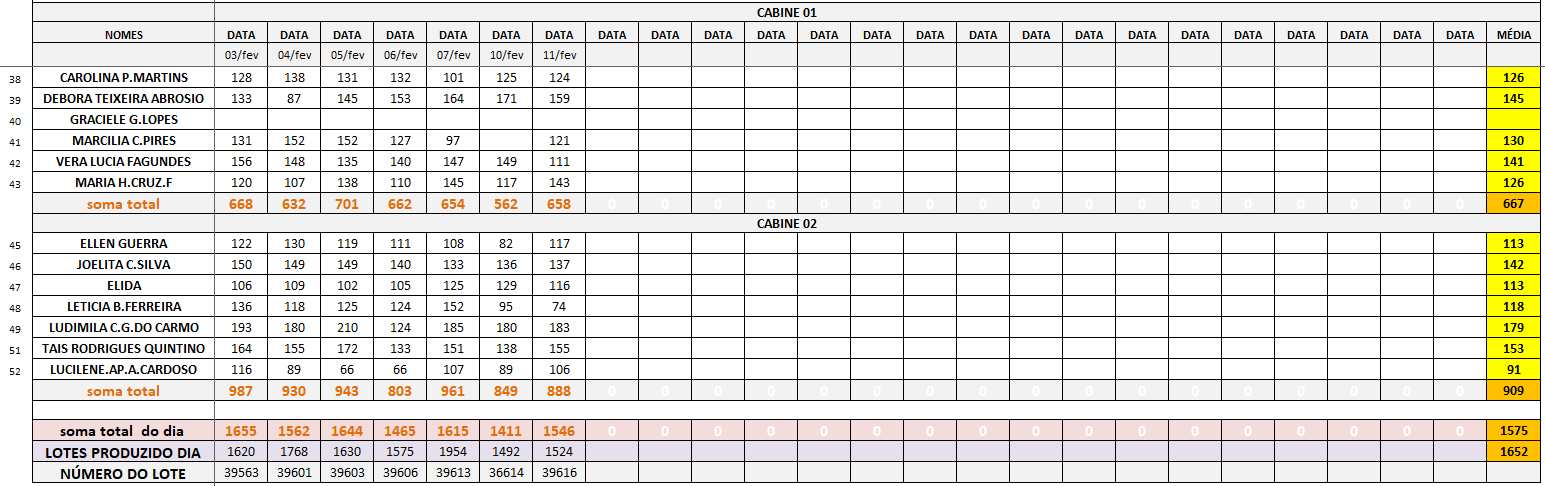 CABINE 01
NOMES DATA DATA DATA DATA DATA DATA DATA DATA DATA DATA DATA DATA DATA DATA DATA DATA DATA DATA DATA DATA DATA DATA DATA DATA MÉDIA
03/fev 04/fev 05/fev 06/fev 07/fev 10/fev 11/fev
38 CAROLINA P.MARTINS 128 138 131 132 101 125 124 126
39 DEBORA TEIXEIRA ABROSIO 133 87 145 153 164 171 159 145
40 GRACIELE G.LOPES
41 MARCILIA C.PIRES 131 152 152 127 97 121 130
42 VERA LUCIA FAGUNDES 156 148 135 140 147 149 111 141
43 MARIA H.CRUZ.F 120 107 138 110 145 117 143 126
soma total 668 632 701 662 654 562 658 0 0 0 0 0 0 0 0 0 0 0 0 0 0 0 0 0 667
CABINE 02
45 ELLEN GUERRA 122 130 119 111 108 82 117 113
46 JOELITA C.SILVA 150 149 149 140 133 136 137 142
47 ELIDA 106 109 102 105 125 129 116 113
48 LETICIA B.FERREIRA 136 118 125 124 152 95 74 118
49 LUDIMILA C.G.DO CARMO 193 180 210 124 185 180 183 179
51 TAIS RODRIGUES QUINTINO 164 155 172 133 151 138 155 153
52 LUCILENE.AP.A.CARDOSO 116 89 66 66 107 89 106 91
soma total 987 930 943 803 961 849 888 0 0 0 0 0 0 0 0 0 0 0 0 0 0 0 0 0 909
soma total do dia 1655 1562 1644 1465 1615 1411 1546 0 0 0 0 0 0 0 0 0 0 0 0 0 0 0 0 0 1575
LOTES PRODUZIDO DIA 1620 1768 1630 1575 1954 1492 1524 1652
NÚMERO DO LOTE 39563 39601 39603 39606 39613 36614 39616